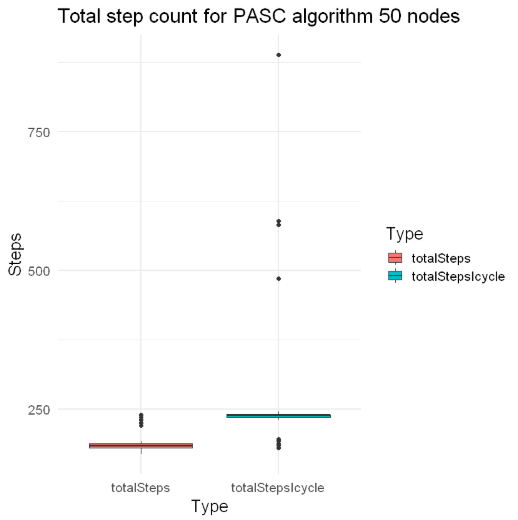 Total step count for PASC algorithm 50 nodes
750
500
250
Steps
totalSteps
totalStepsIcycle
Type
Type
totalSteps
totalStepsIcycle